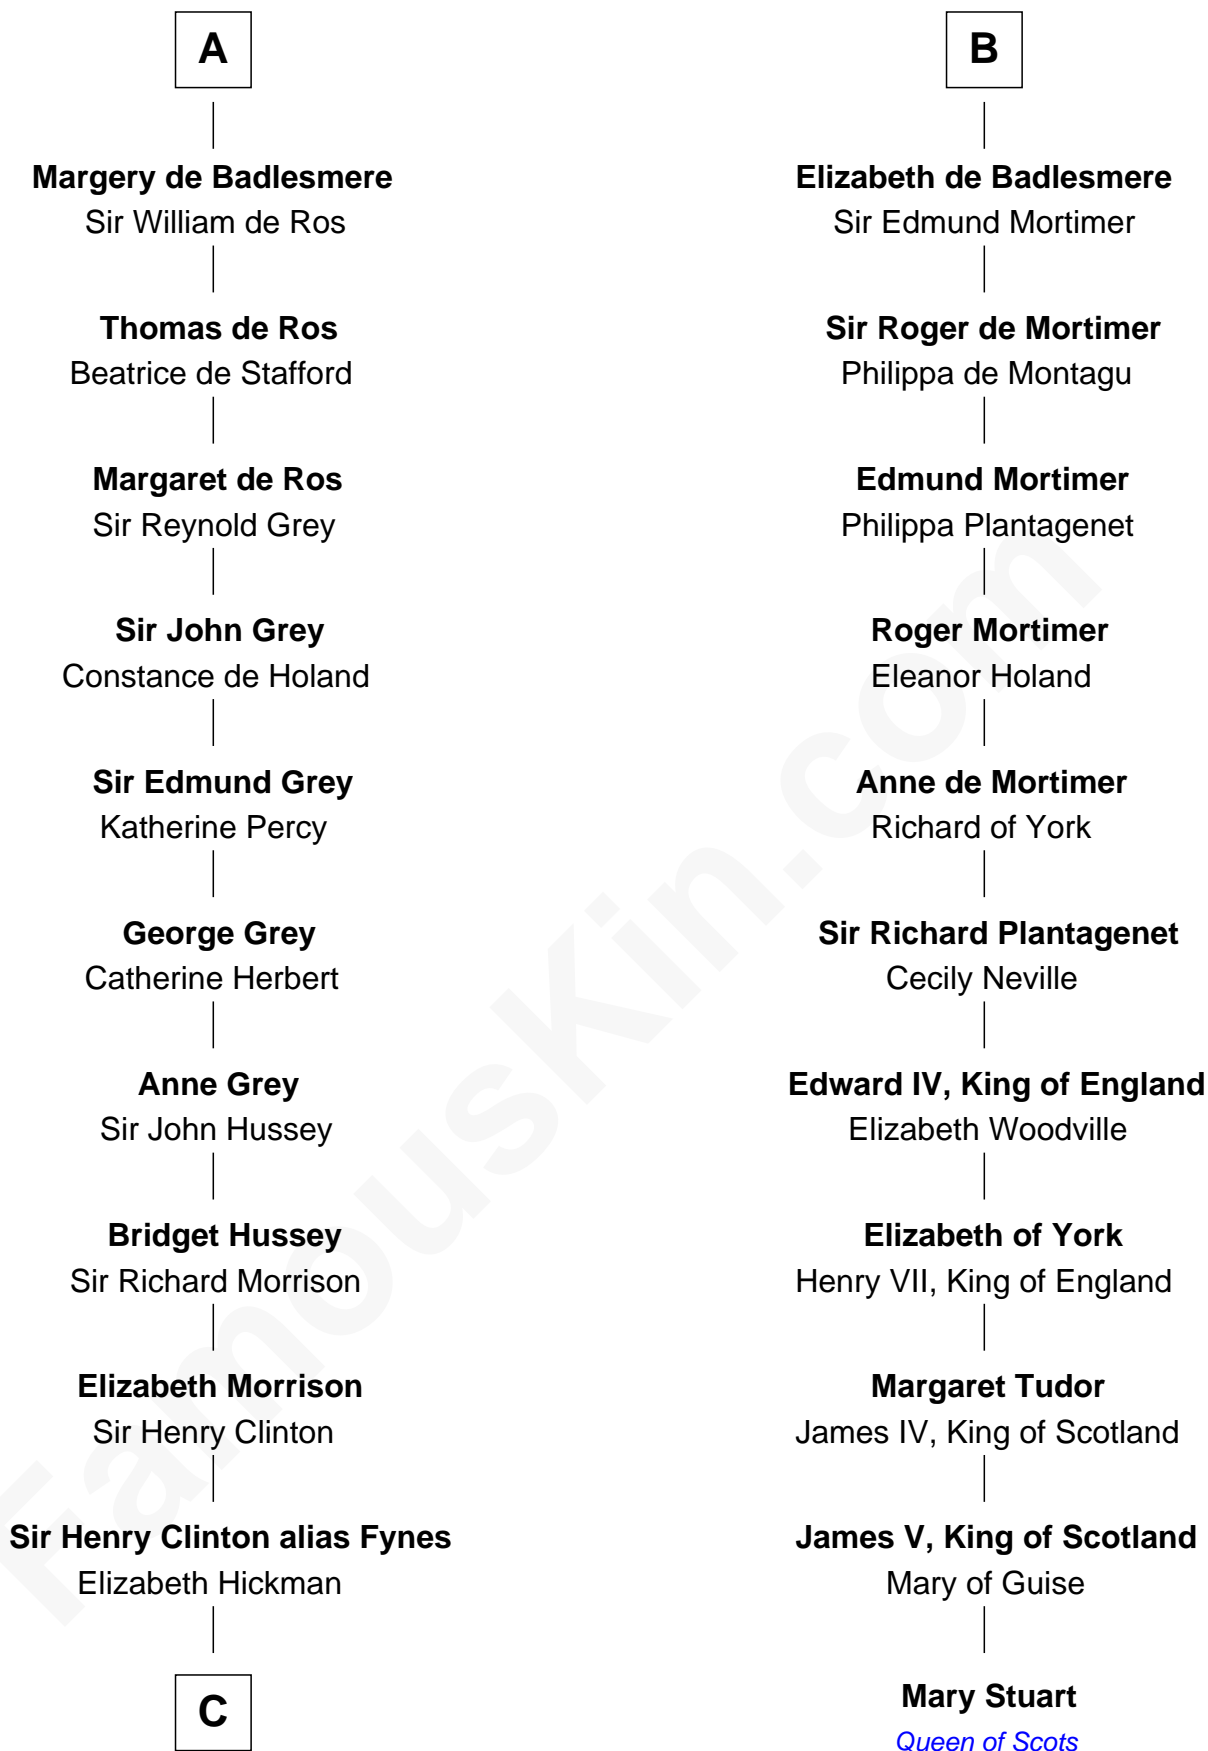 A
Margery de Badlesmere
Sir William de Ros
Thomas de Ros
Beatrice de Stafford
Margaret de Ros
Sir Reynold Grey
Sir John Grey
Constance de Holand
Sir Edmund Grey
Katherine Percy
George Grey
Catherine Herbert
Anne Grey
Sir John Hussey
Bridget Hussey
Sir Richard Morrison
Elizabeth Morrison
Sir Henry Clinton
Sir Henry Clinton alias Fynes
Elizabeth Hickman
C
B
Elizabeth de Badlesmere
Sir Edmund Mortimer
Sir Roger de Mortimer
Philippa de Montagu
Edmund Mortimer
Philippa Plantagenet
Roger Mortimer
Eleanor Holand
Anne de Mortimer
Richard of York
Sir Richard Plantagenet
Cecily Neville
Edward IV, King of England
Elizabeth Woodville
Elizabeth of York
Henry VII, King of England
Margaret Tudor
James IV, King of Scotland
James V, King of Scotland
Mary of Guise
Mary Stuart
Queen of Scots
FamousKin.com